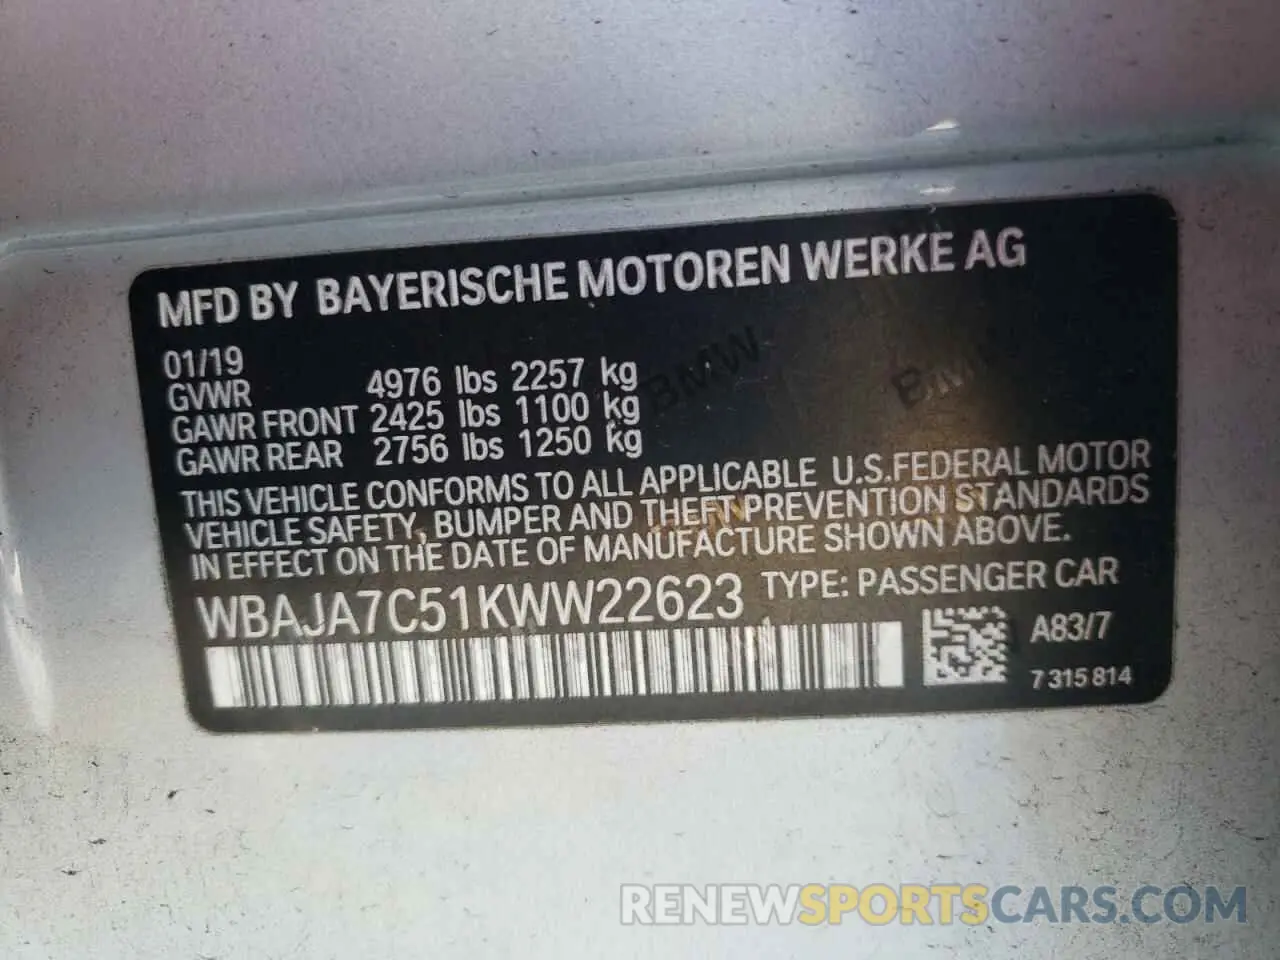 MFD BY BAYERISCHE MOTOREN WERKE AG
01/19
GVWR 4976 lbs 2257 kg
GAWR FRONT 2425 lbs 1100 kg
GAWR REAR 2756 lbs 1250 kg
THIS VEHICLE CONFORMS TO ALL APPLICABLE U.S.FEDERAL MOTOR
VEHICLE SAFETY, BUMPER AND THEFT PREVENTION STANDARDS
IN EFFECT ON THE DATE OF MANUFACTURE SHOWN ABOVE.
WBAJA7C51KWW22623 TYPE: PASSENGER CAR
A83/7
7 315 814
BMW
BMW
RENEWSPORTSCARS.COM